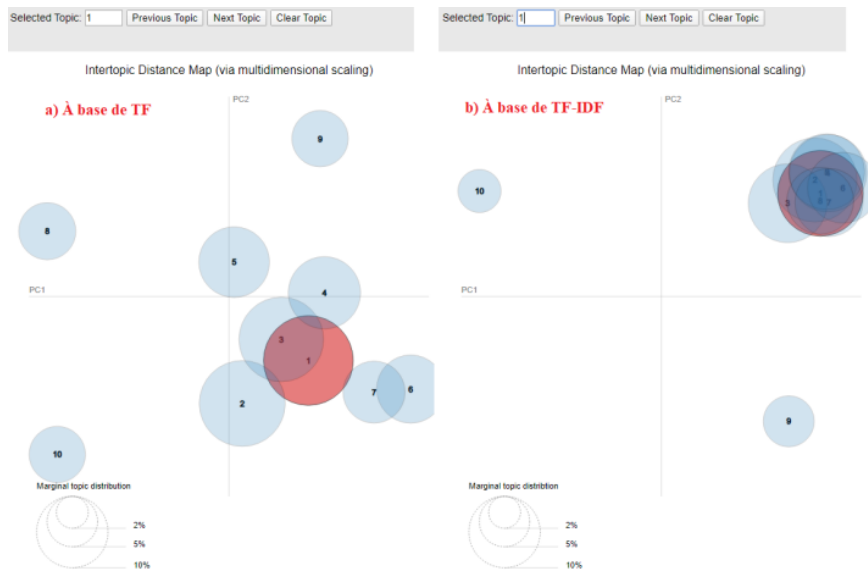 Selected Topic: 1 Previous Topic Next Topic Clear Topic
Intertopic Distance Map (via multidimensional scaling)
a) À base de TF
PC2
9
8
5
PC1
4
3
1
2
7
6
10
Marginal topic distribution
2%
5%
10%
Selected Topic: 1 Previous Topic Next Topic Clear Topic
Intertopic Distance Map (via multidimensional scaling)
b) À base de TF-IDF
PC2
10
6
3
7
PC1
9
Marginal topic distribtion
2%
5%
10%